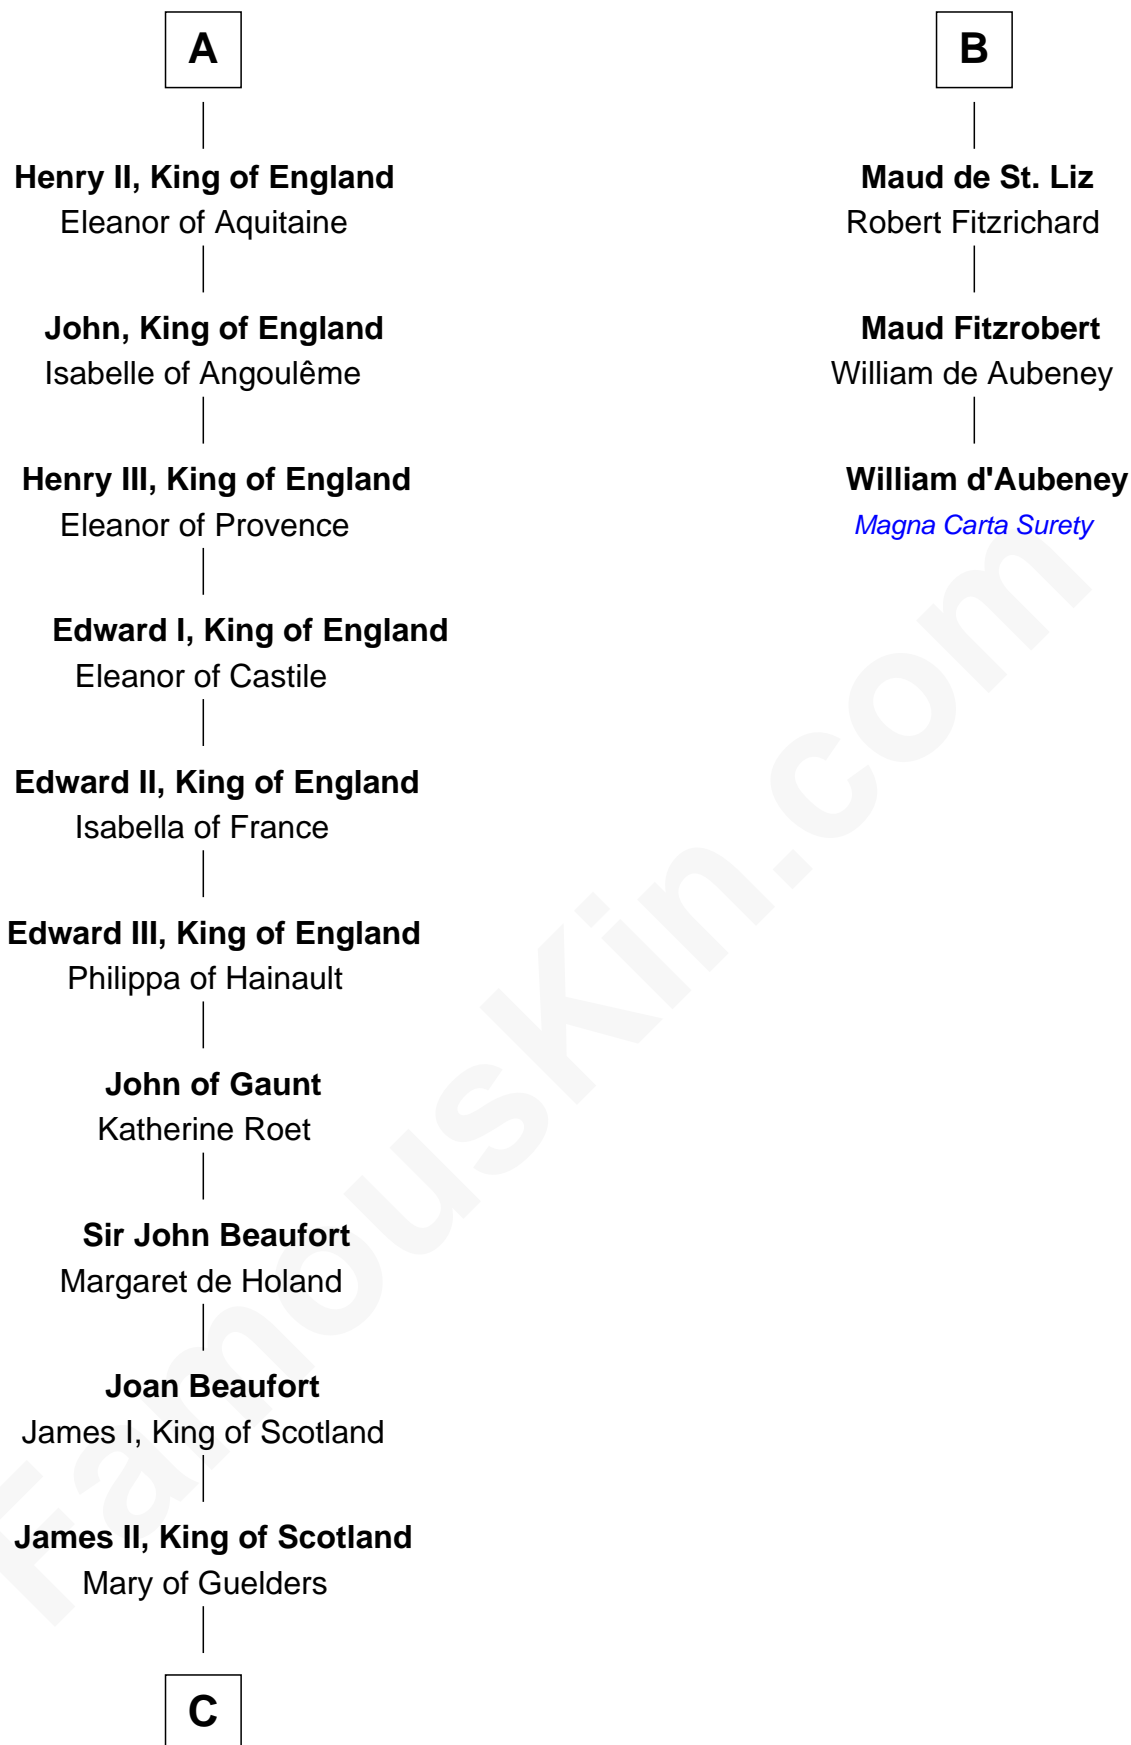 A
Henry II, King of England
Eleanor of Aquitaine
John, King of England
Isabelle of Angoulême
Henry III, King of England
Eleanor of Provence
Edward I, King of England
Eleanor of Castile
Edward II, King of England
Isabella of France
Edward III, King of England
Philippa of Hainault
John of Gaunt
Katherine Roet
Sir John Beaufort
Margaret de Holand
Joan Beaufort
James I, King of Scotland
James II, King of Scotland
Mary of Guelders
C
B
Maud de St. Liz
Robert Fitzrichard
Maud Fitzrobert
William de Aubeney
William d'Aubeney
Magna Carta Surety
FamousKin.com